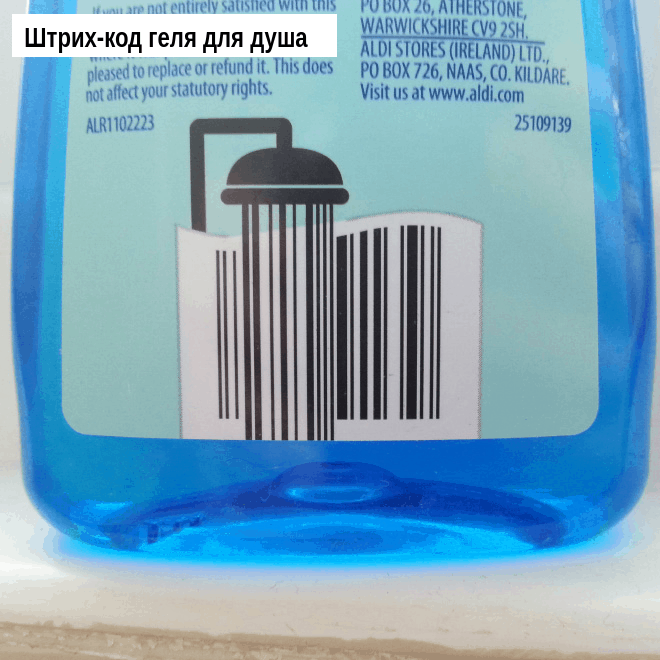 Штрих-код геля для душа
If you are not entirely satisfied with this
pleased to replace or refund it. This does
not affect your statutory rights.
ALR1102223
PO BOX 26, ATHERSTONE,
WARWICKSHIRE CV9 2SH.
ALDI STORES (IRELAND) LTD.,
PO BOX 726, NAAS, CO. KILDARE.
Visit us at www.aldi.com
25109139